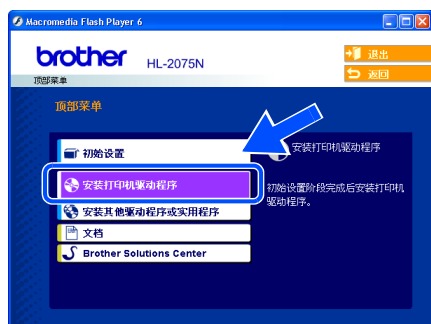 Macromedia Flash Player 6
brother HL-2075N
退出
返回
顶部菜单
顶部菜单
初始设置
安装打印机驱动程序
安装其他驱动程序或实用程序
文档
Brother Solutions Center
安装打印机驱动程序
初始设置阶段完成后安装打印机
驱动程序。